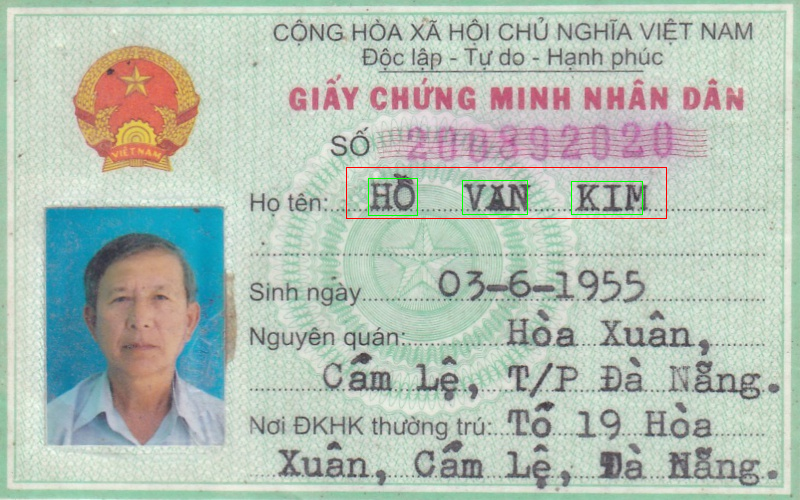 CỘNG HÒA XÃ HỘI CHỦ NGHĨA VIỆT NAM
Độc lập - Tự do - Hạnh phúc
GIẤY CHỨNG MINH NHÂN DÂN
VIỆT NAM
SỐ 200892020
Họ tên: HỒ VAN KIM
Sinh ngày 03-6-1955
Nguyên quán: Hòa Xuân,
Cẩm Lệ, T/P Đà Nẵng.
Nơi ĐKHK thường trú: Tổ 19 Hòa
Xuân, Cẩm Lệ, Đà Nẵng.